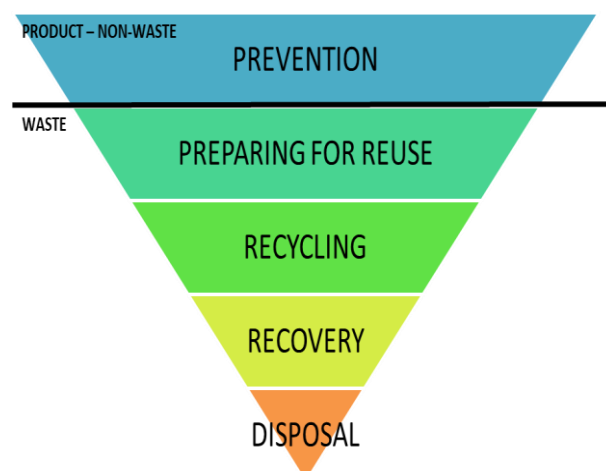 PRODUCT – NON-WASTE
PREVENTION
WASTE
PREPARING FOR REUSE
RECYCLING
RECOVERY
DISPOSAL